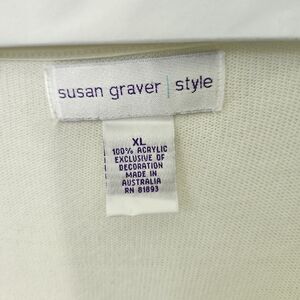 susan graver | style
XL
100% ACRYLIC
EXCLUSIVE OF
DECORATION
MADE IN
AUSTRALIA
RN 81893